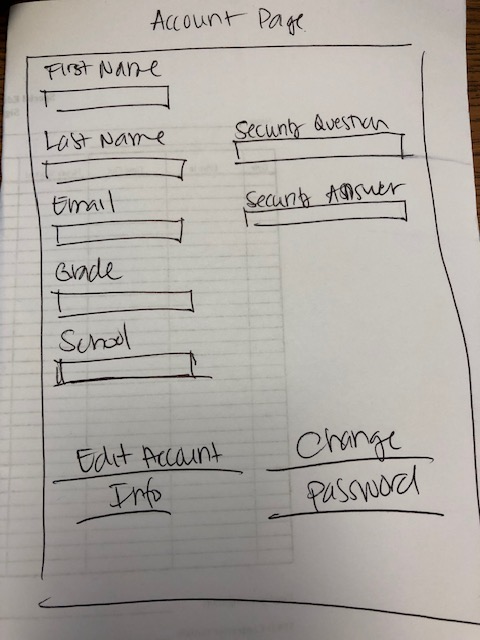 Account Page
First Name
Last Name
Security Question
Email
Security Answer
Grade
School
Edit Account
Info
Change
Password